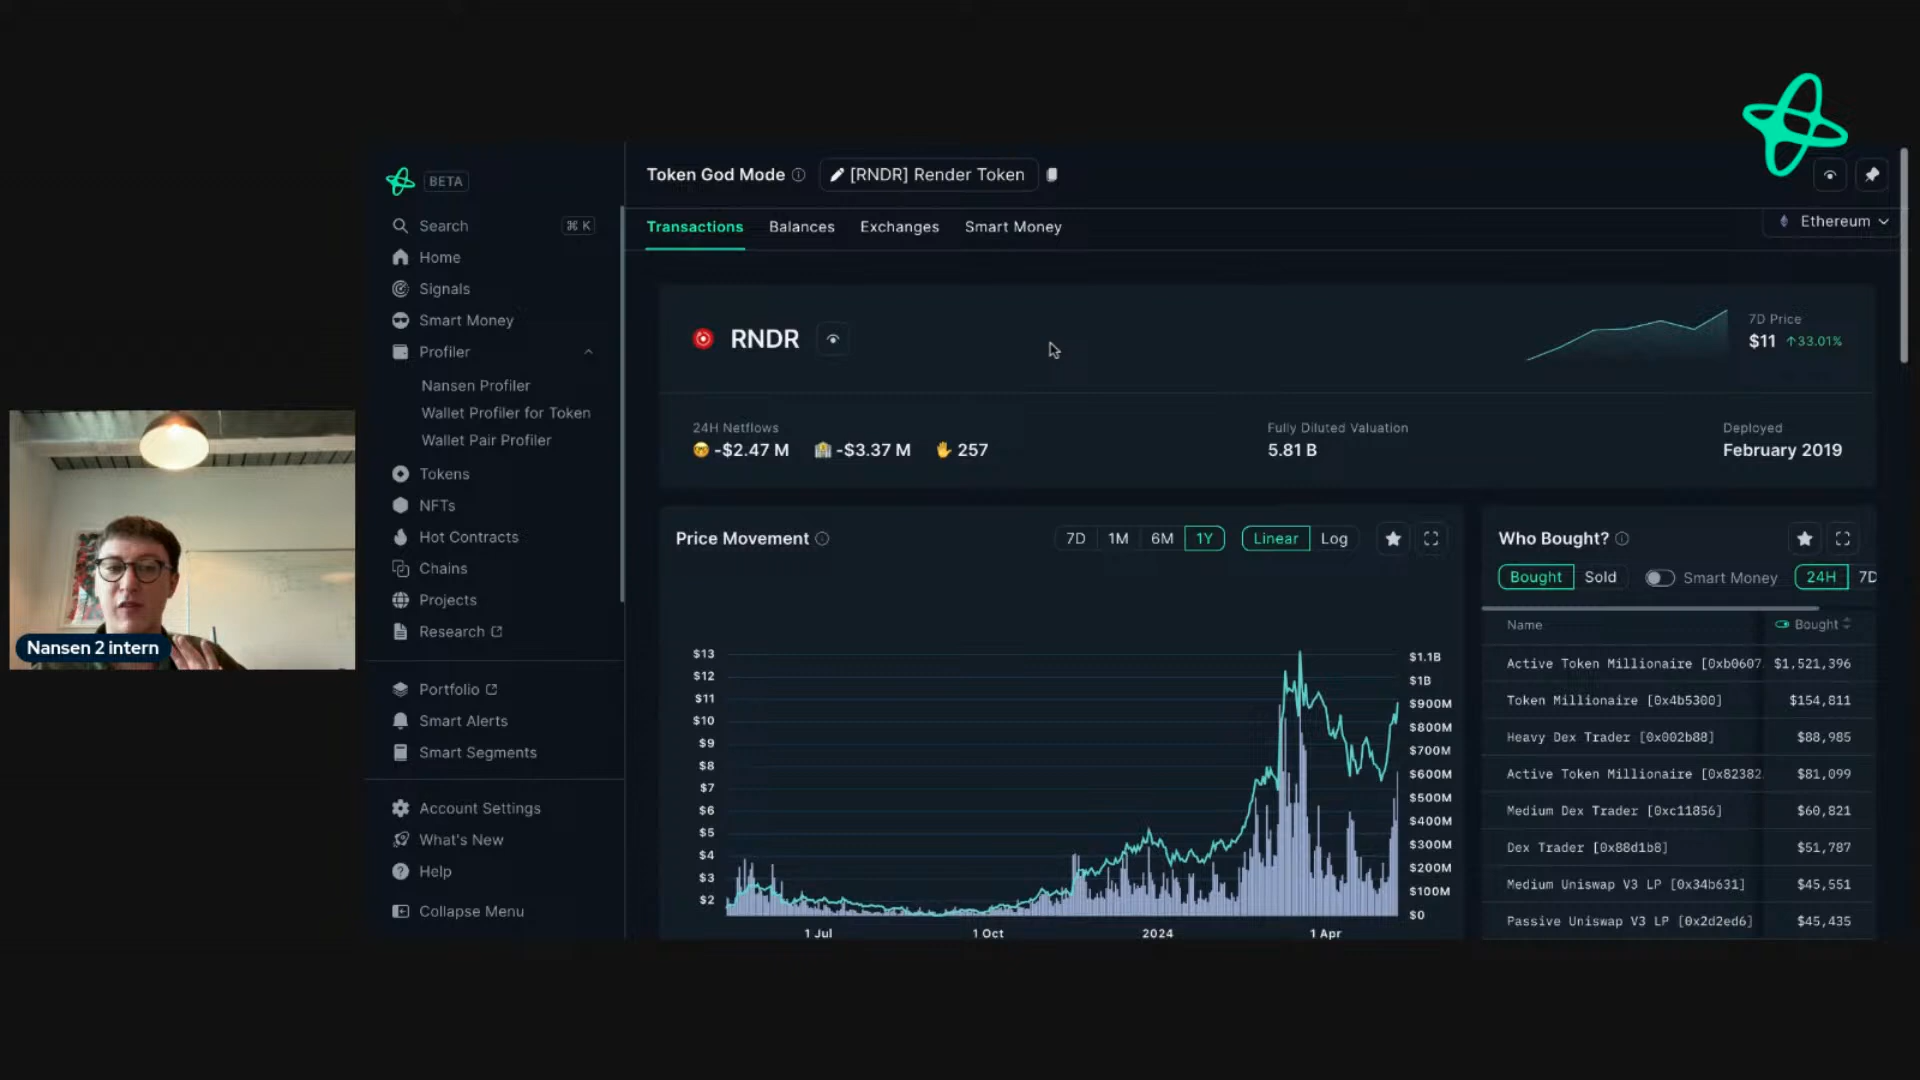 BETA
Search
⌘ K
Home
Signals
Smart Money
Profiler
Nansen Profiler
Wallet Profiler for Token
Wallet Pair Profiler
Tokens
NFTs
Hot Contracts
Chains
Projects
Research
Portfolio
Smart Alerts
Smart Segments
Account Settings
What's New
Help
Collapse Menu
Nansen 2 intern
Token God Mode
[RNDR] Render Token
Transactions Balances Exchanges Smart Money
Ethereum
RNDR
7D Price
$11 ↑33.01%
24H Netflows
-$2.47 M -$3.37 M 257
Fully Diluted Valuation
5.81 B
Deployed
February 2019
Price Movement
7D 1M 6M 1Y Linear Log
$13
$12
$11
$10
$9
$8
$7
$6
$5
$4
$3
$2
$1.1B
$1B
$900M
$800M
$700M
$600M
$500M
$400M
$300M
$200M
$100M
$0
1 Jul 1 Oct 2024 1 Apr
Who Bought?
Bought Sold Smart Money 24H 7D
Name Bought
Active Token Millionaire [0xb0607 $1,521,396
Token Millionaire [0x4b5300] $154,811
Heavy Dex Trader [0x002b88] $88,985
Active Token Millionaire [0x82382 $81,099
Medium Dex Trader [0xc11856] $60,821
Dex Trader [0x88d1b8] $51,787
Medium Uniswap V3 LP [0x34b631] $45,551
Passive Uniswap V3 LP [0x2d2ed6] $45,435